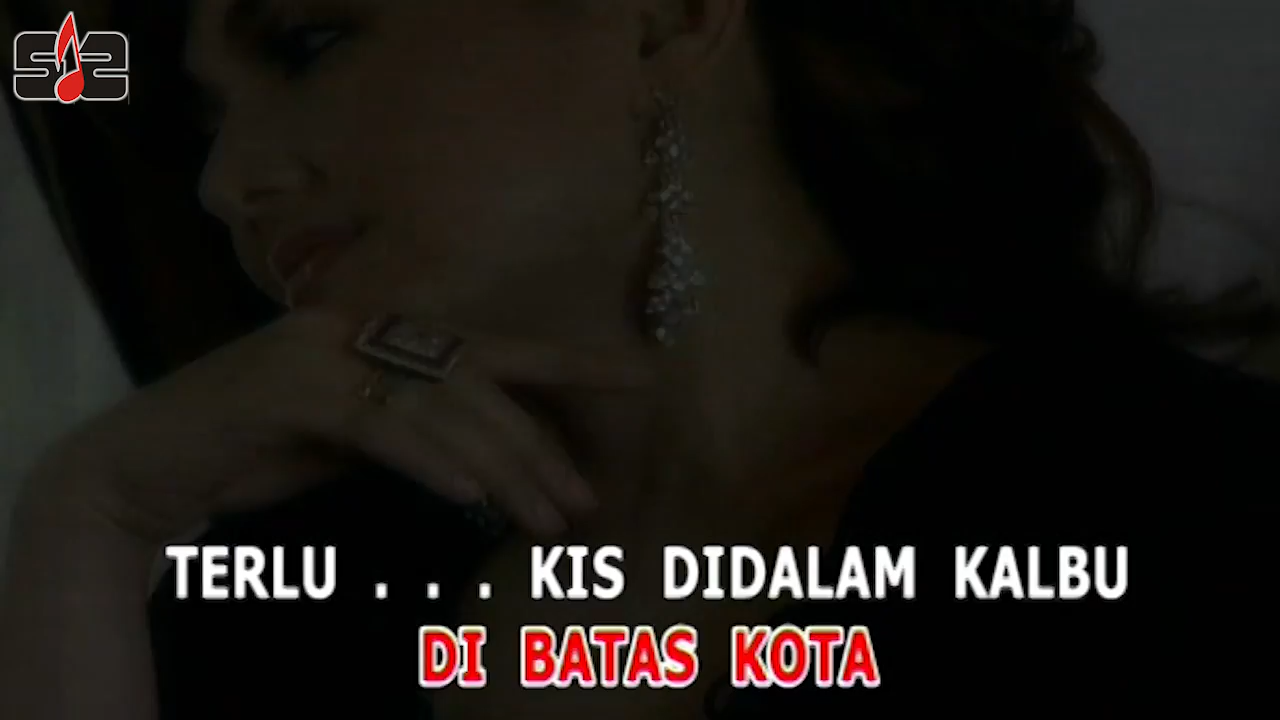 TERLU . . . KIS DIDALAM KALBU
DI BATAS KOTA